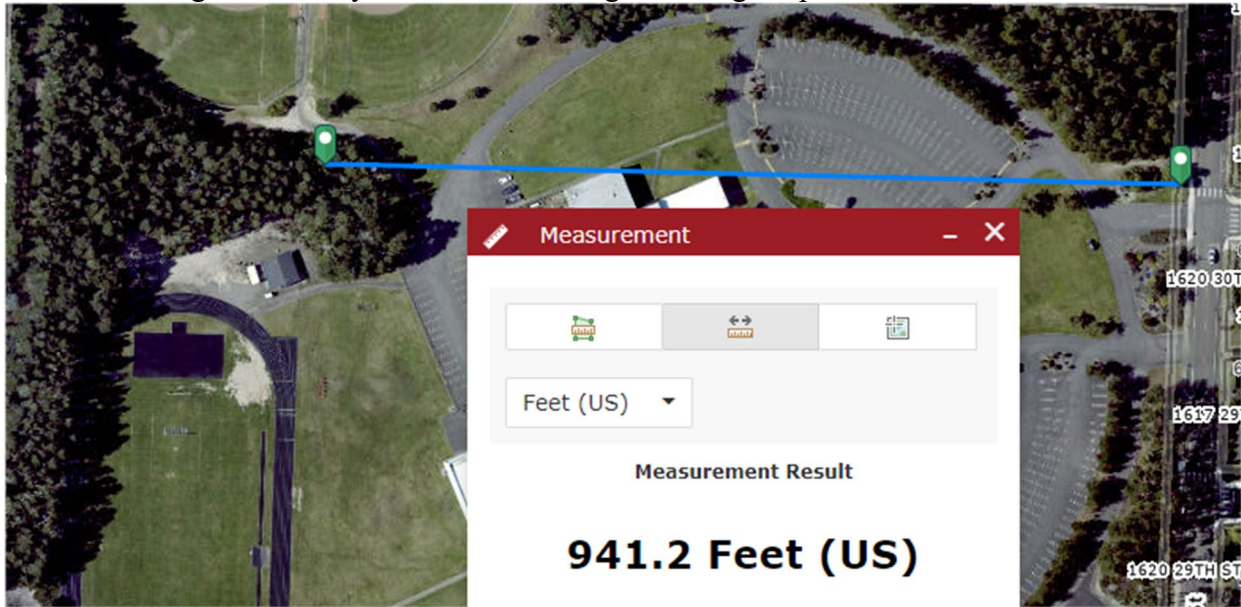 Measurement
1620 30T
Feet (US)
1617 29
Measurement Result
941.2 Feet (US)
1620 29TH ST